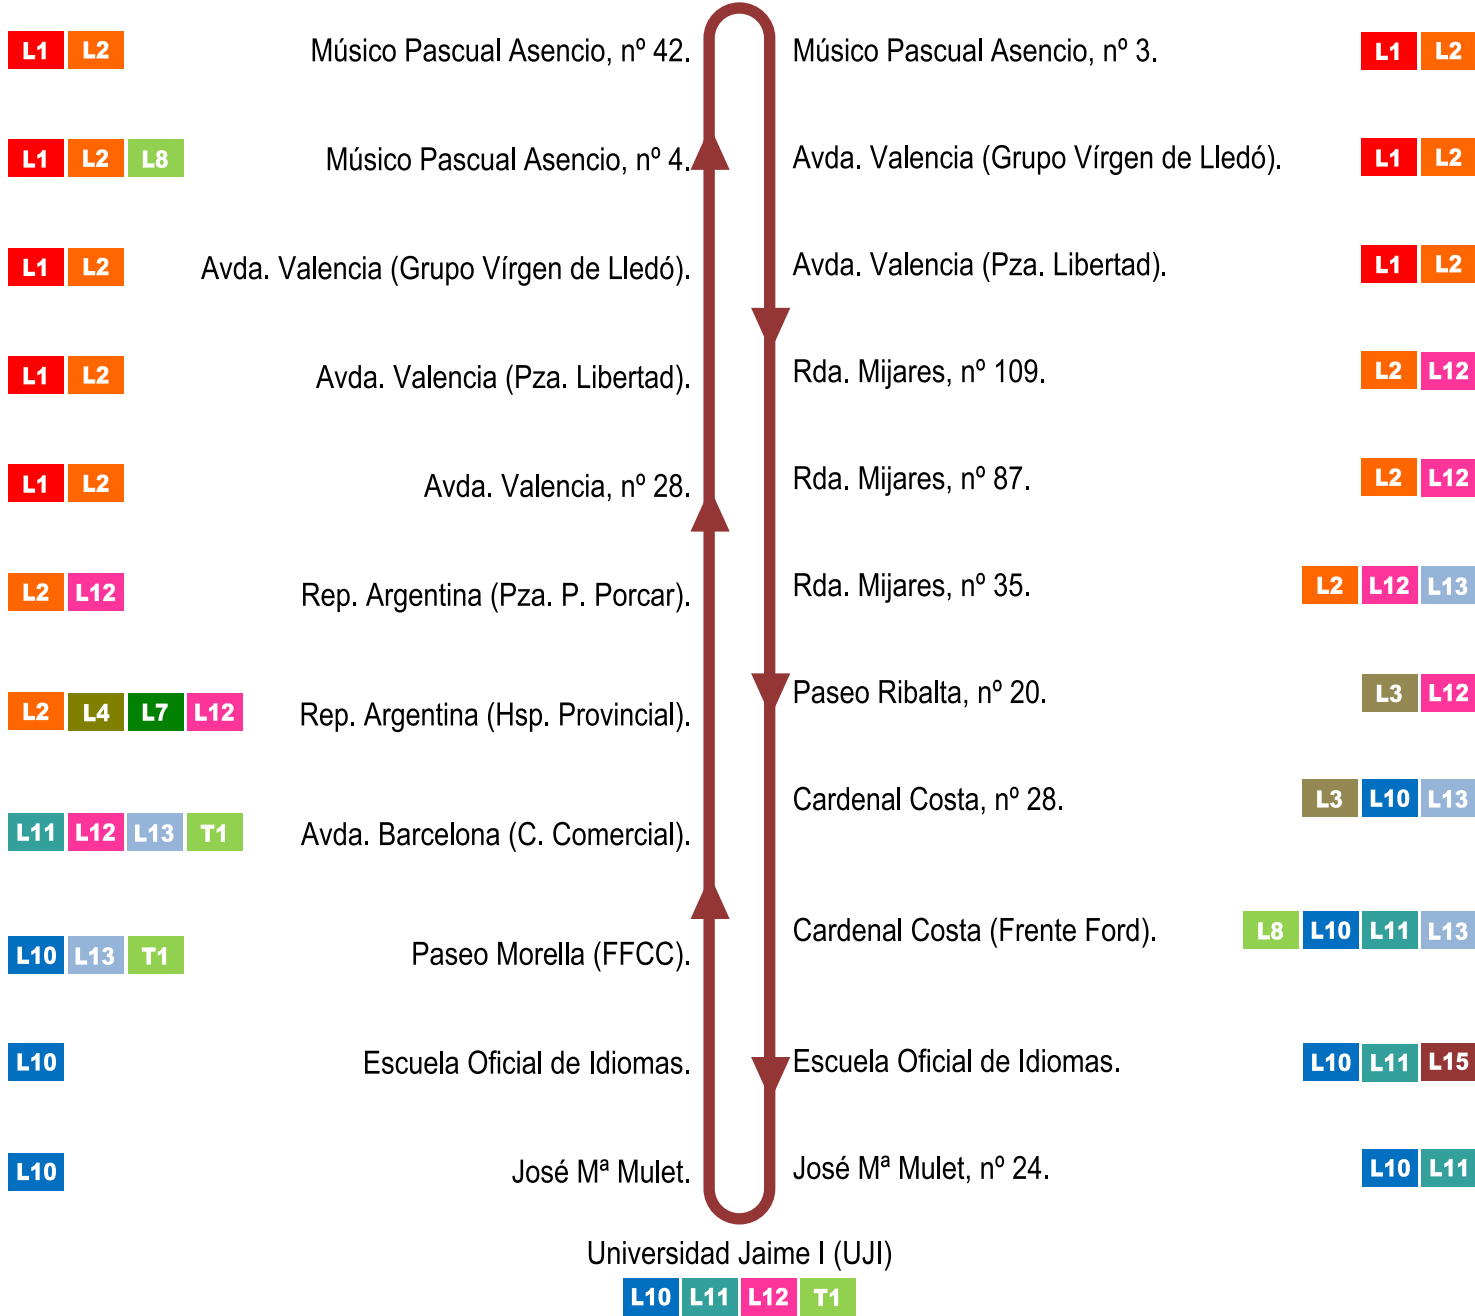 L1 L2 Músico Pascual Asencio, nº 42. Músico Pascual Asencio, nº 3. L1 L2
L1 L2 L8 Músico Pascual Asencio, nº 4. Avda. Valencia (Grupo Vírgen de Lledó). L1 L2
L1 L2 Avda. Valencia (Grupo Vírgen de Lledó). Avda. Valencia (Pza. Libertad). L1 L2
L1 L2 Avda. Valencia (Pza. Libertad). Rda. Mijares, nº 109. L2 L12
L1 L2 Avda. Valencia, nº 28. Rda. Mijares, nº 87. L2 L12
L2 L12 Rep. Argentina (Pza. P. Porcar). Rda. Mijares, nº 35. L2 L12 L13
L2 L4 L7 L12 Rep. Argentina (Hsp. Provincial). Paseo Ribalta, nº 20. L3 L12
L11 L12 L13 T1 Avda. Barcelona (C. Comercial). Cardenal Costa, nº 28. L3 L10 L13
L10 L13 T1 Paseo Morella (FFCC). Cardenal Costa (Frente Ford). L8 L10 L11 L13
L10 Escuela Oficial de Idiomas. Escuela Oficial de Idiomas. L10 L11 L15
L10 José Mª Mulet. José Mª Mulet, nº 24. L10 L11
Universidad Jaime I (UJI)
L10 L11 L12 T1